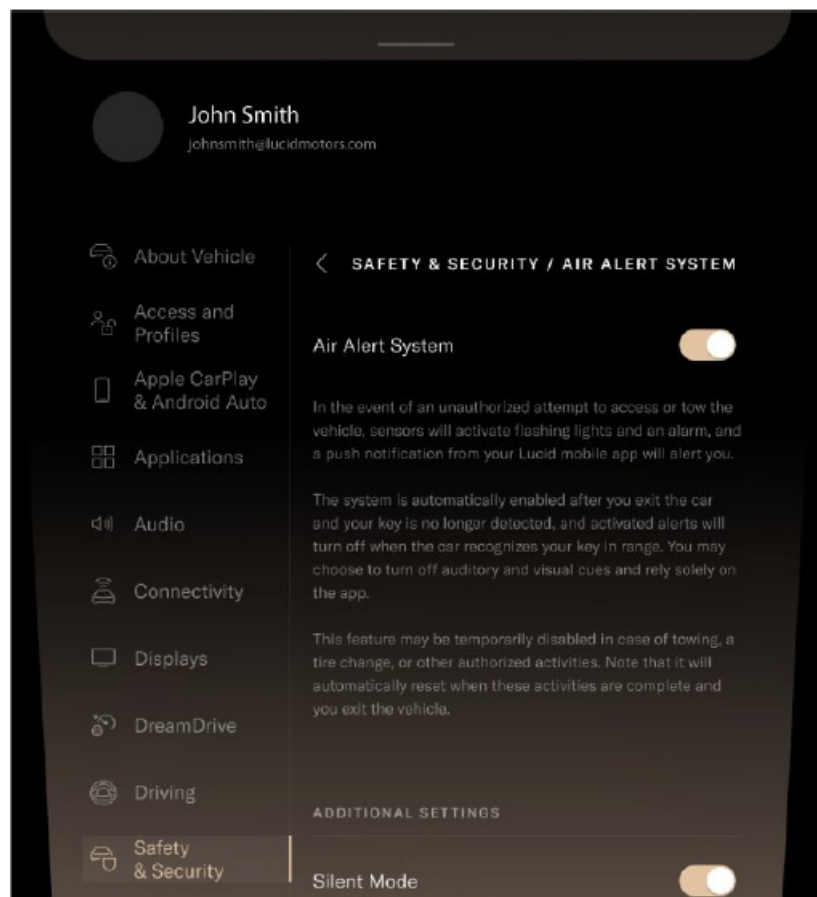 John Smith
johnsmith@lucidmotors.com
About Vehicle
Access and
Profiles
Apple CarPlay
& Android Auto
Applications
Audio
Connectivity
Displays
DreamDrive
Driving
Safety
& Security
SAFETY & SECURITY / AIR ALERT SYSTEM
Air Alert System
In the event of an unauthorized attempt to access or tow the
vehicle, sensors will activate flashing lights and an alarm, and
a push notification from your Lucid mobile app will alert you.
The system is automatically enabled after you exit the car
and your key is no longer detected, and activated alerts will
turn off when the car recognizes your key in range. You may
choose to turn off auditory and visual cues and rely solely on
the app.
This feature may be temporarily disabled in case of towing, a
tire change, or other authorized activities. Note that it will
automatically reset when these activities are complete and
you exit the vehicle.
ADDITIONAL SETTINGS
Silent Mode